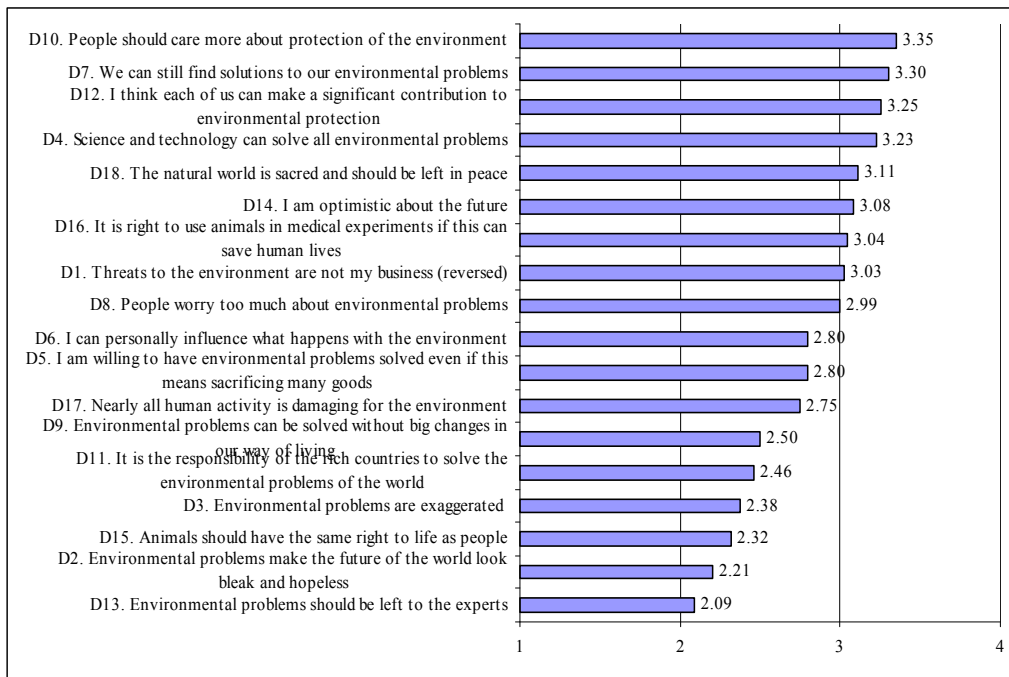 D10. People should care more about protection of the environment 3.35
D7. We can still find solutions to our environmental problems 3.30
D12. I think each of us can make a significant contribution to
environmental protection 3.25
D4. Science and technology can solve all environmental problems 3.23
D18. The natural world is sacred and should be left in peace 3.11
D14. I am optimistic about the future 3.08
D16. It is right to use animals in medical experiments if this can
save human lives 3.04
D1. Threats to the environment are not my business (reversed) 3.03
D8. People worry too much about environmental problems 2.99
D6. I can personally influence what happens with the environment 2.80
D5. I am willing to have environmental problems solved even if this
means sacrificing many goods 2.80
D17. Nearly all human activity is damaging for the environment 2.75
D9. Environmental problems can be solved without big changes in
our way of living 2.50
D11. It is the responsibility of the rich countries to solve the
environmental problems of the world 2.46
D3. Environmental problems are exaggerated 2.38
D15. Animals should have the same right to life as people 2.32
D2. Environmental problems make the future of the world look
bleak and hopeless 2.21
D13. Environmental problems should be left to the experts 2.09
1 2 3 4